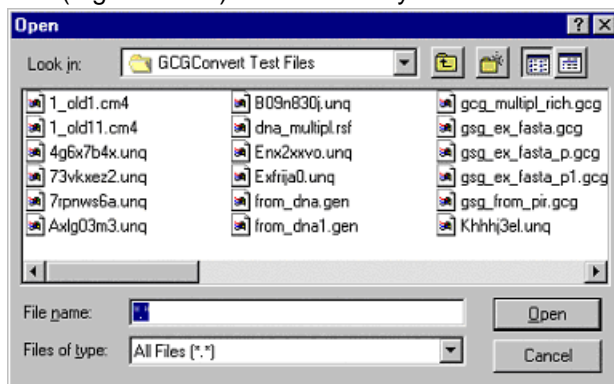 Open
Look in: GCGConvert Test Files
1_old1.cm4 B09n830j.unq gcg_multipl_rich.gcg
1_old11.cm4 dna_multipl.rsf gsg_ex_fasta.gcg
4g6x7b4x.unq Enx2xxvo.unq gsg_ex_fasta_p.gcg
73vkxez2.unq Exfrija0.unq gsg_ex_fasta_p1.gcg
7rpnws6a.unq from_dna.gen gsg_from_pir.gcg
Axlg03m3.unq from_dna1.gen Khhhj3el.unq
File name: *.* Open
Files of type: All Files (*.*) Cancel